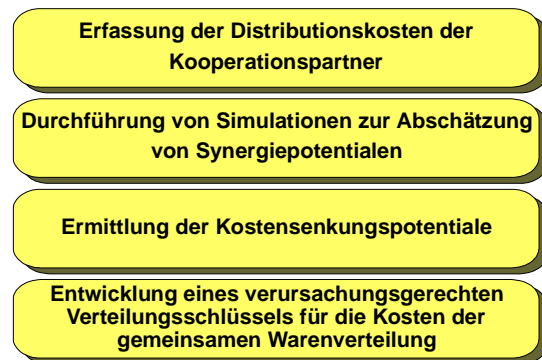 Erfassung der Distributionskosten der
Kooperationspartner
Durchführung von Simulationen zur Abschätzung
von Synergiepotentialen
Ermittlung der Kostensenkungspotentiale
Entwicklung eines verursachungsgerechten
Verteilungsschlüssels für die Kosten der
gemeinsamen Warenverteilung